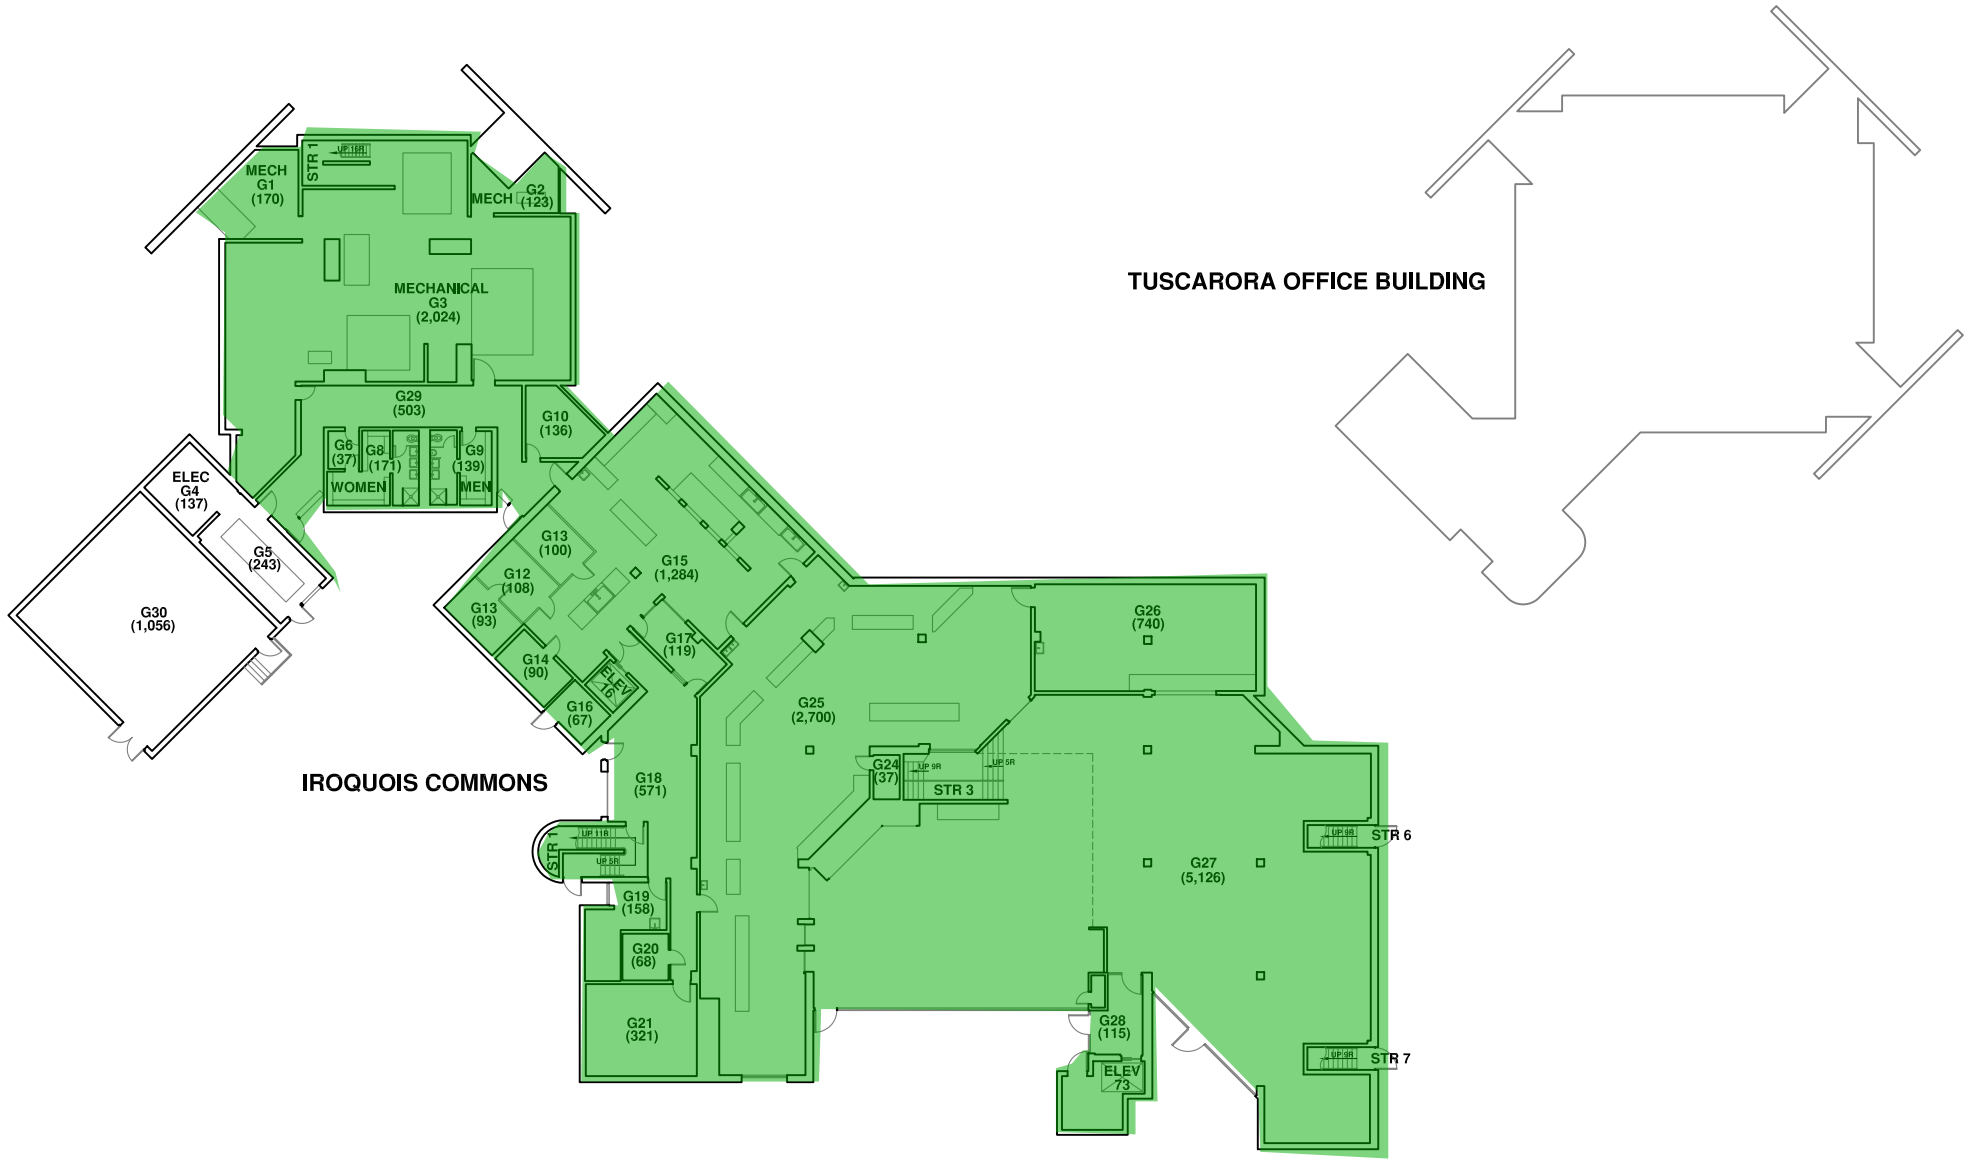 STR 1
UP 15R
MECH
G1
(170)
MECH
G2
(123)
TUSCARORA OFFICE BUILDING
MECHANICAL
G3
(2,024)
G29
(503)
G10
(136)
G6
(37)
G8
(171)
G9
(139)
WOMEN
MEN
ELEC
G4
(137)
G5
(243)
G30
(1,056)
G13
(100)
G15
(1,284)
G12
(108)
G13
(93)
G17
(119)
G14
(90)
ELEV
16
G16
(67)
G26
(740)
G25
(2,700)
IROQUOIS COMMONS
G18
(571)
G24
(37)
UP 9R
UP 5R
STR 3
STR 1
UP 11R
UP 5R
UP 9R
STR 6
G27
(5,126)
G19
(158)
G20
(68)
G21
(321)
G28
(115)
UP 9R
STR 7
ELEV
73